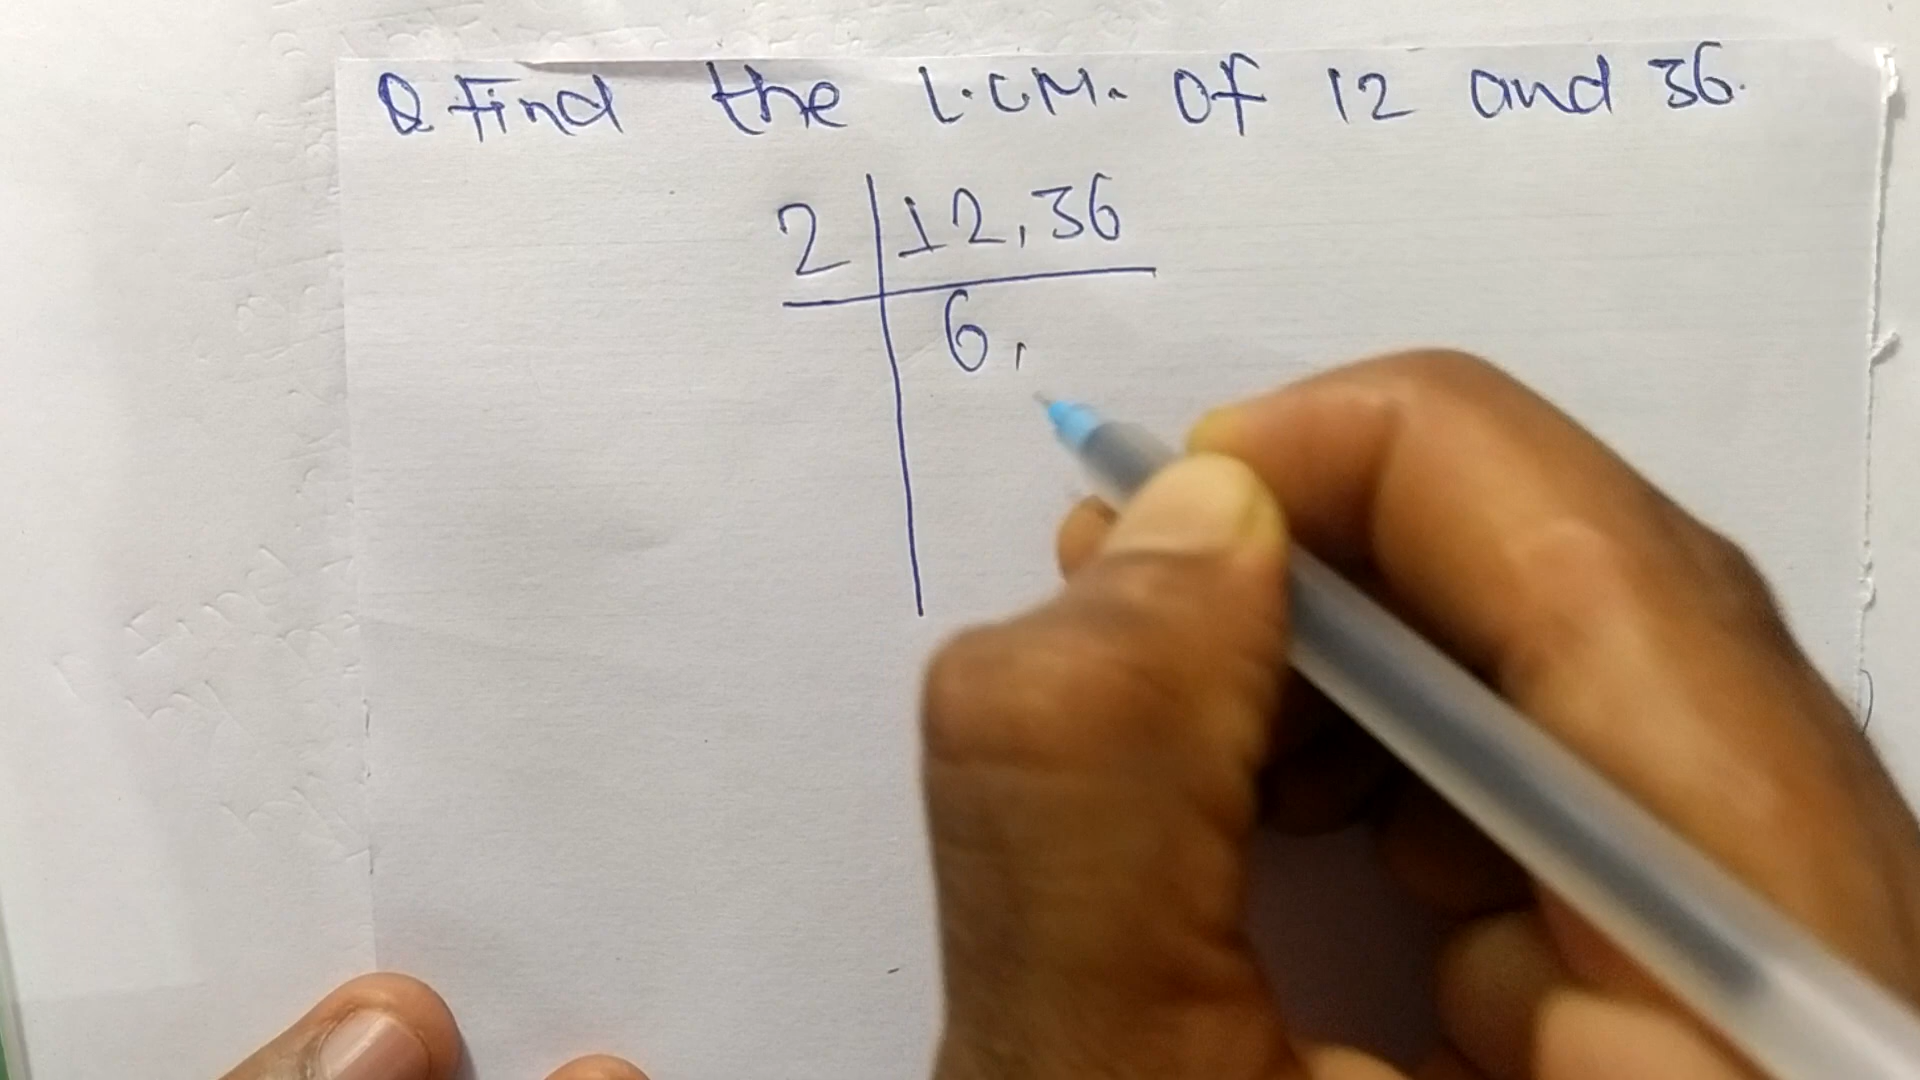 Q. Find the L.C.M. Of 12 and 36.
2 | 12, 36
6,